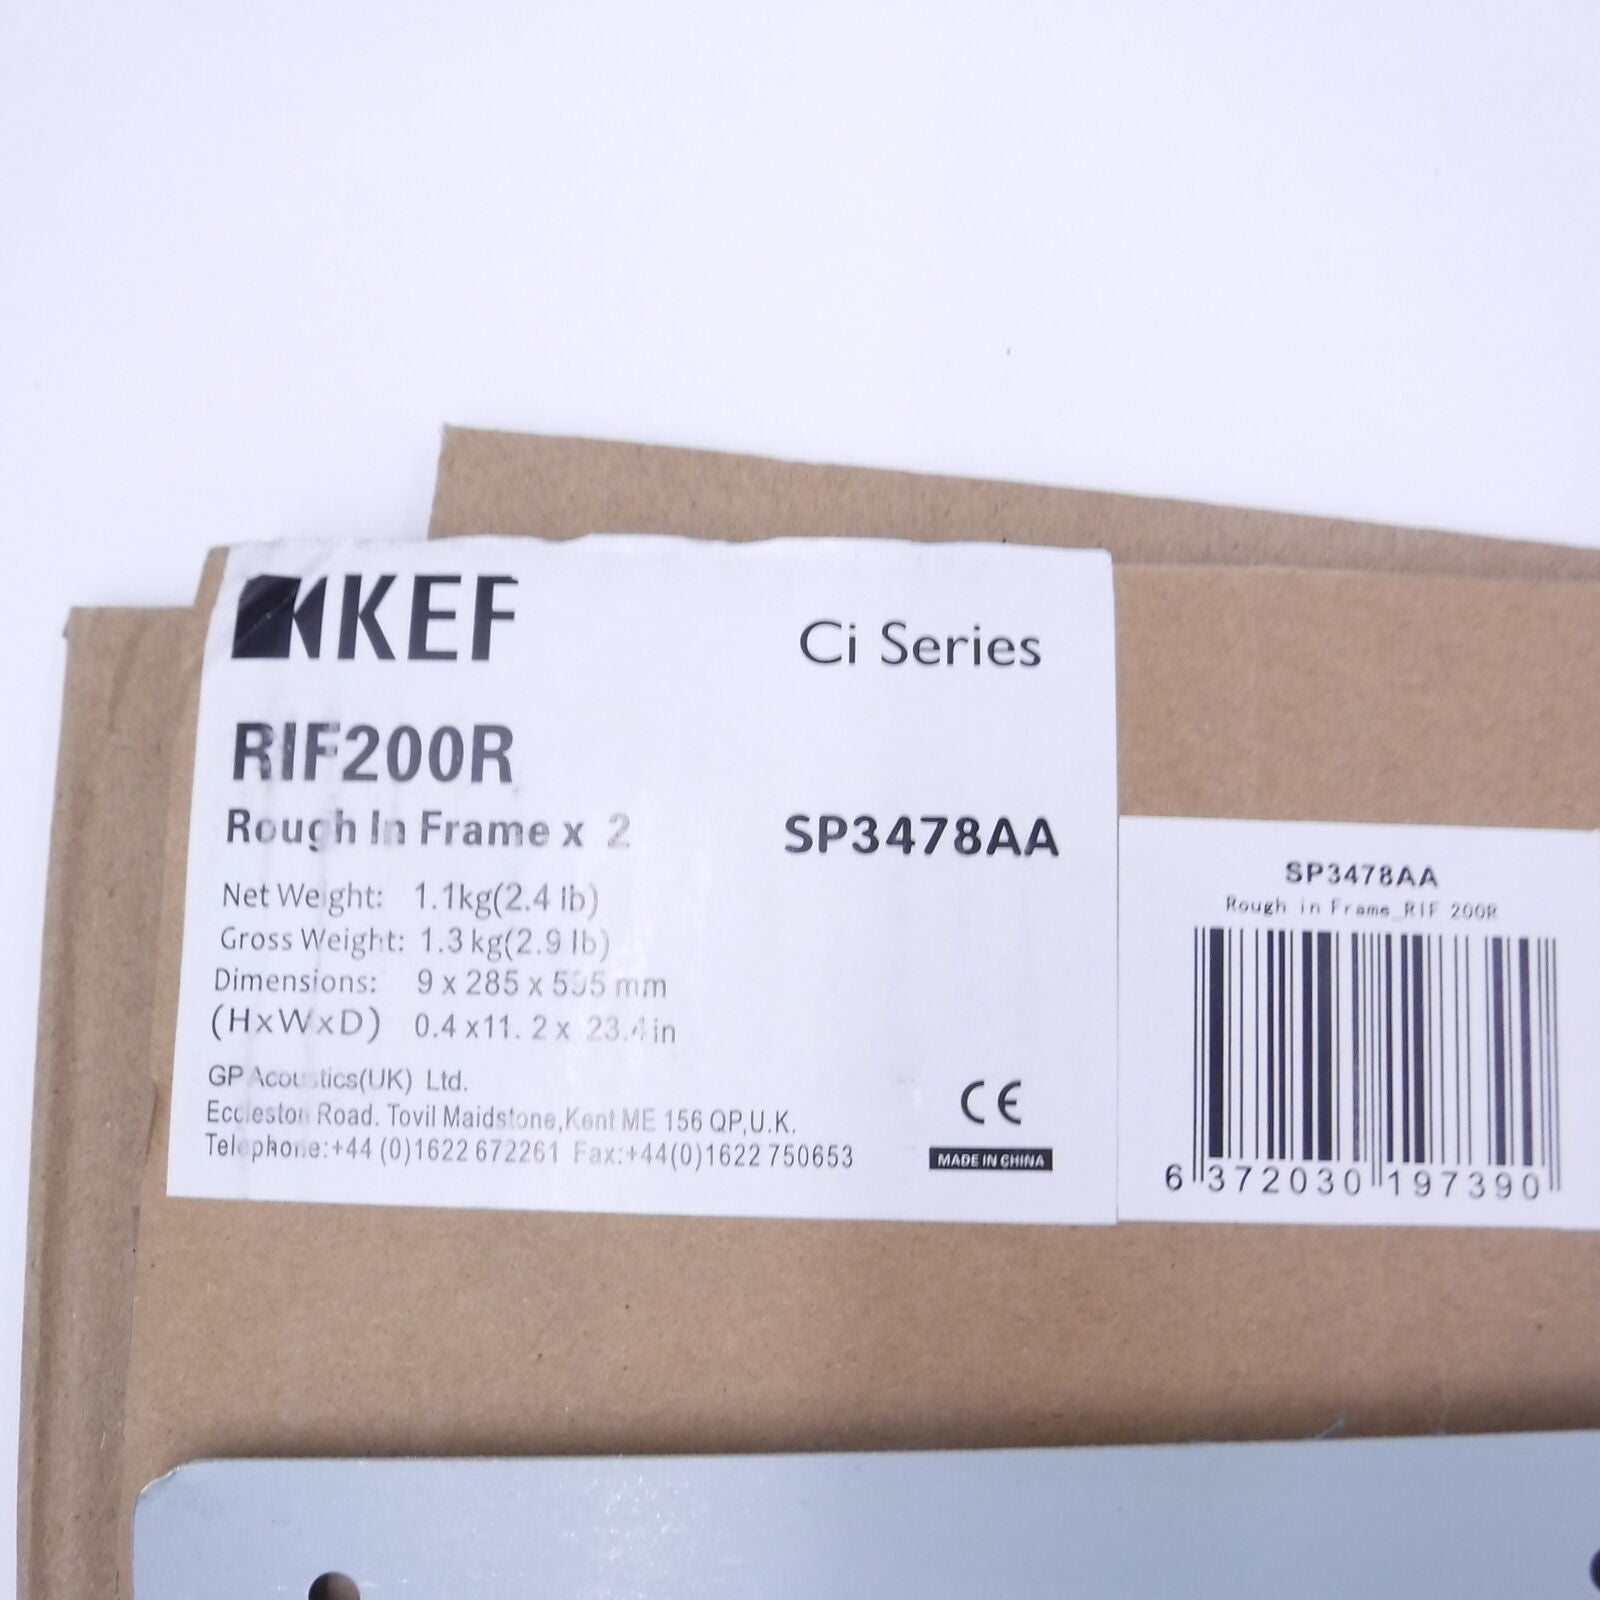 KEF
Ci Series
RIF200R
Rough In Frame x 2
SP3478AA
Net Weight: 1.1kg(2.4 lb)
Gross Weight: 1.3 kg(2.9 lb)
Dimensions: 9 x 285 x 595 mm
(HxWxD) 0.4 x11. 2 x 23.4 in
GP Acoustics(UK) Ltd.
Eccleston Road. Tovil Maidstone,Kent ME 156 QP,U.K.
Telephone:+44 (0)1622 672261 Fax:+44(0)1622 750653
CE
MADE IN CHINA
SP3478AA
Rough in Frame_RIF 200R
6 372030 197390